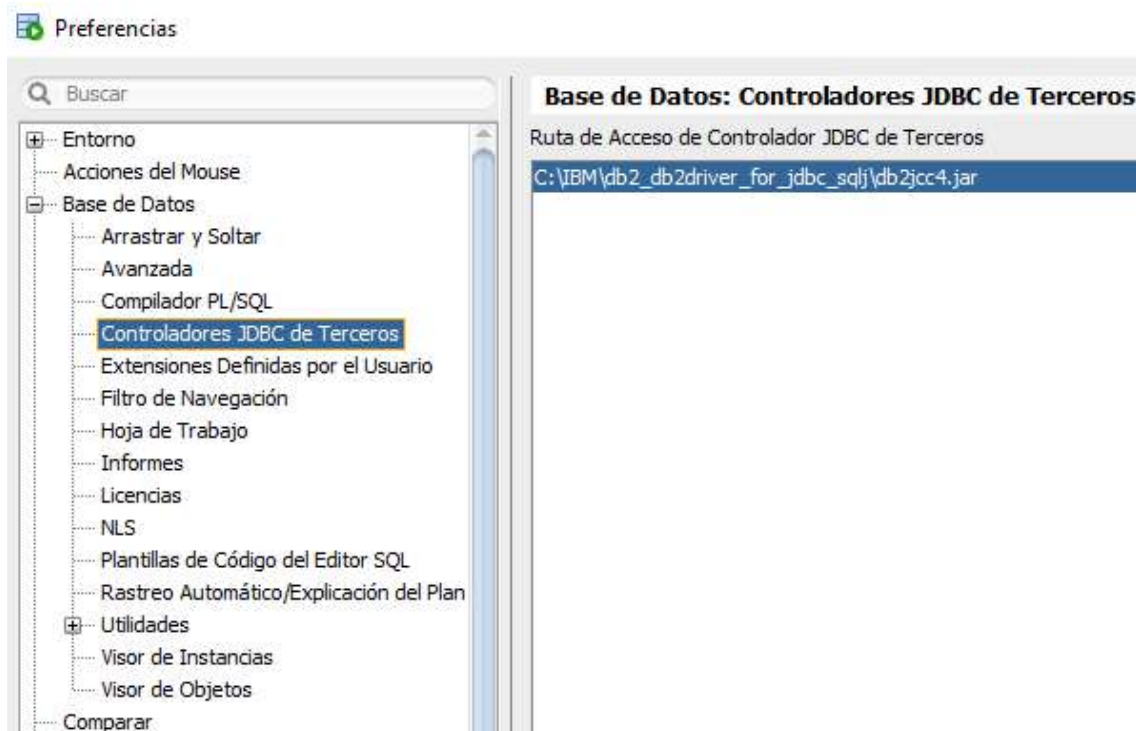 Preferencias
Buscar
Entorno
Acciones del Mouse
Base de Datos
Arrastrar y Soltar
Avanzada
Compilador PL/SQL
Controladores JDBC de Terceros
Extensiones Definidas por el Usuario
Filtro de Navegación
Hoja de Trabajo
Informes
Licencias
NLS
Plantillas de Código del Editor SQL
Rastreo Automático/Explicación del Plan
Utilidades
Visor de Instancias
Visor de Objetos
Comparar
Base de Datos: Controladores JDBC de Terceros
Ruta de Acceso de Controlador JDBC de Terceros
C:\IBM\db2_db2driver_for_jdbc_sqlj\db2jcc4.jar